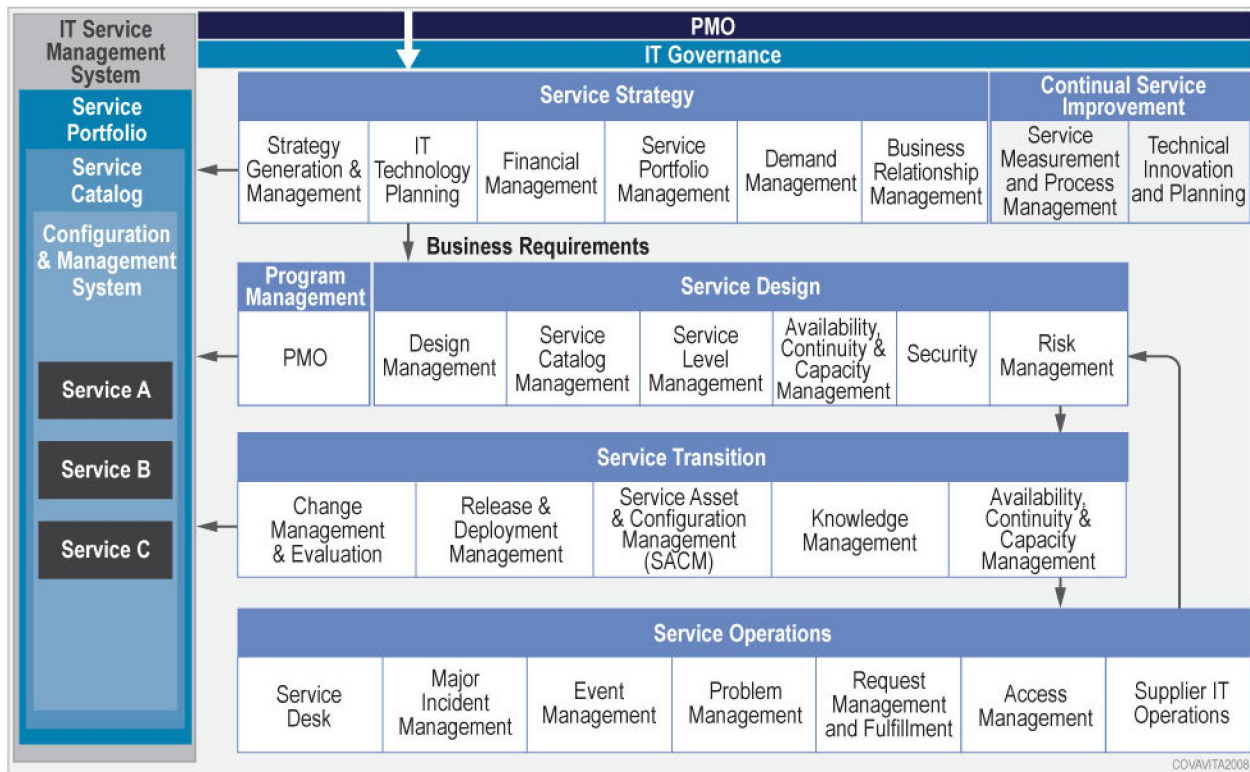 IT Service
Management
System
Service
Portfolio
Service
Catalog
Configuration
& Management
System
Service A
Service B
Service C
PMO
IT Governance
Service Strategy
Strategy
Generation &
Management
IT
Technology
Planning
Financial
Management
Service
Portfolio
Management
Demand
Management
Business
Relationship
Management
Continual Service
Improvement
Service
Measurement
and Process
Management
Technical
Innovation
and Planning
Business Requirements
Program
Management
PMO
Service Design
Design
Management
Service
Catalog
Management
Service
Level
Management
Availability,
Continuity &
Capacity
Management
Security
Risk
Management
Service Transition
Change
Management
& Evaluation
Release &
Deployment
Management
Service Asset
& Configuration
Management
(SACM)
Knowledge
Management
Availability,
Continuity &
Capacity
Management
Service Operations
Service
Desk
Major
Incident
Management
Event
Management
Problem
Management
Request
Management
and Fulfillment
Access
Management
Supplier IT
Operations
COVAVITA2008